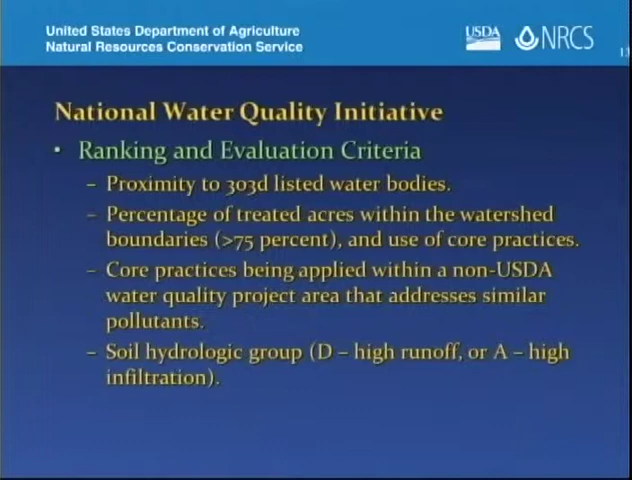 United States Department of Agriculture
Natural Resources Conservation Service
USDA
NRCS
National Water Quality Initiative
• Ranking and Evaluation Criteria
– Proximity to 303d listed water bodies.
– Percentage of treated acres within the watershed
boundaries (>75 percent), and use of core practices.
– Core practices being applied within a non-USDA
water quality project area that addresses similar
pollutants.
– Soil hydrologic group (D – high runoff, or A – high
infiltration).